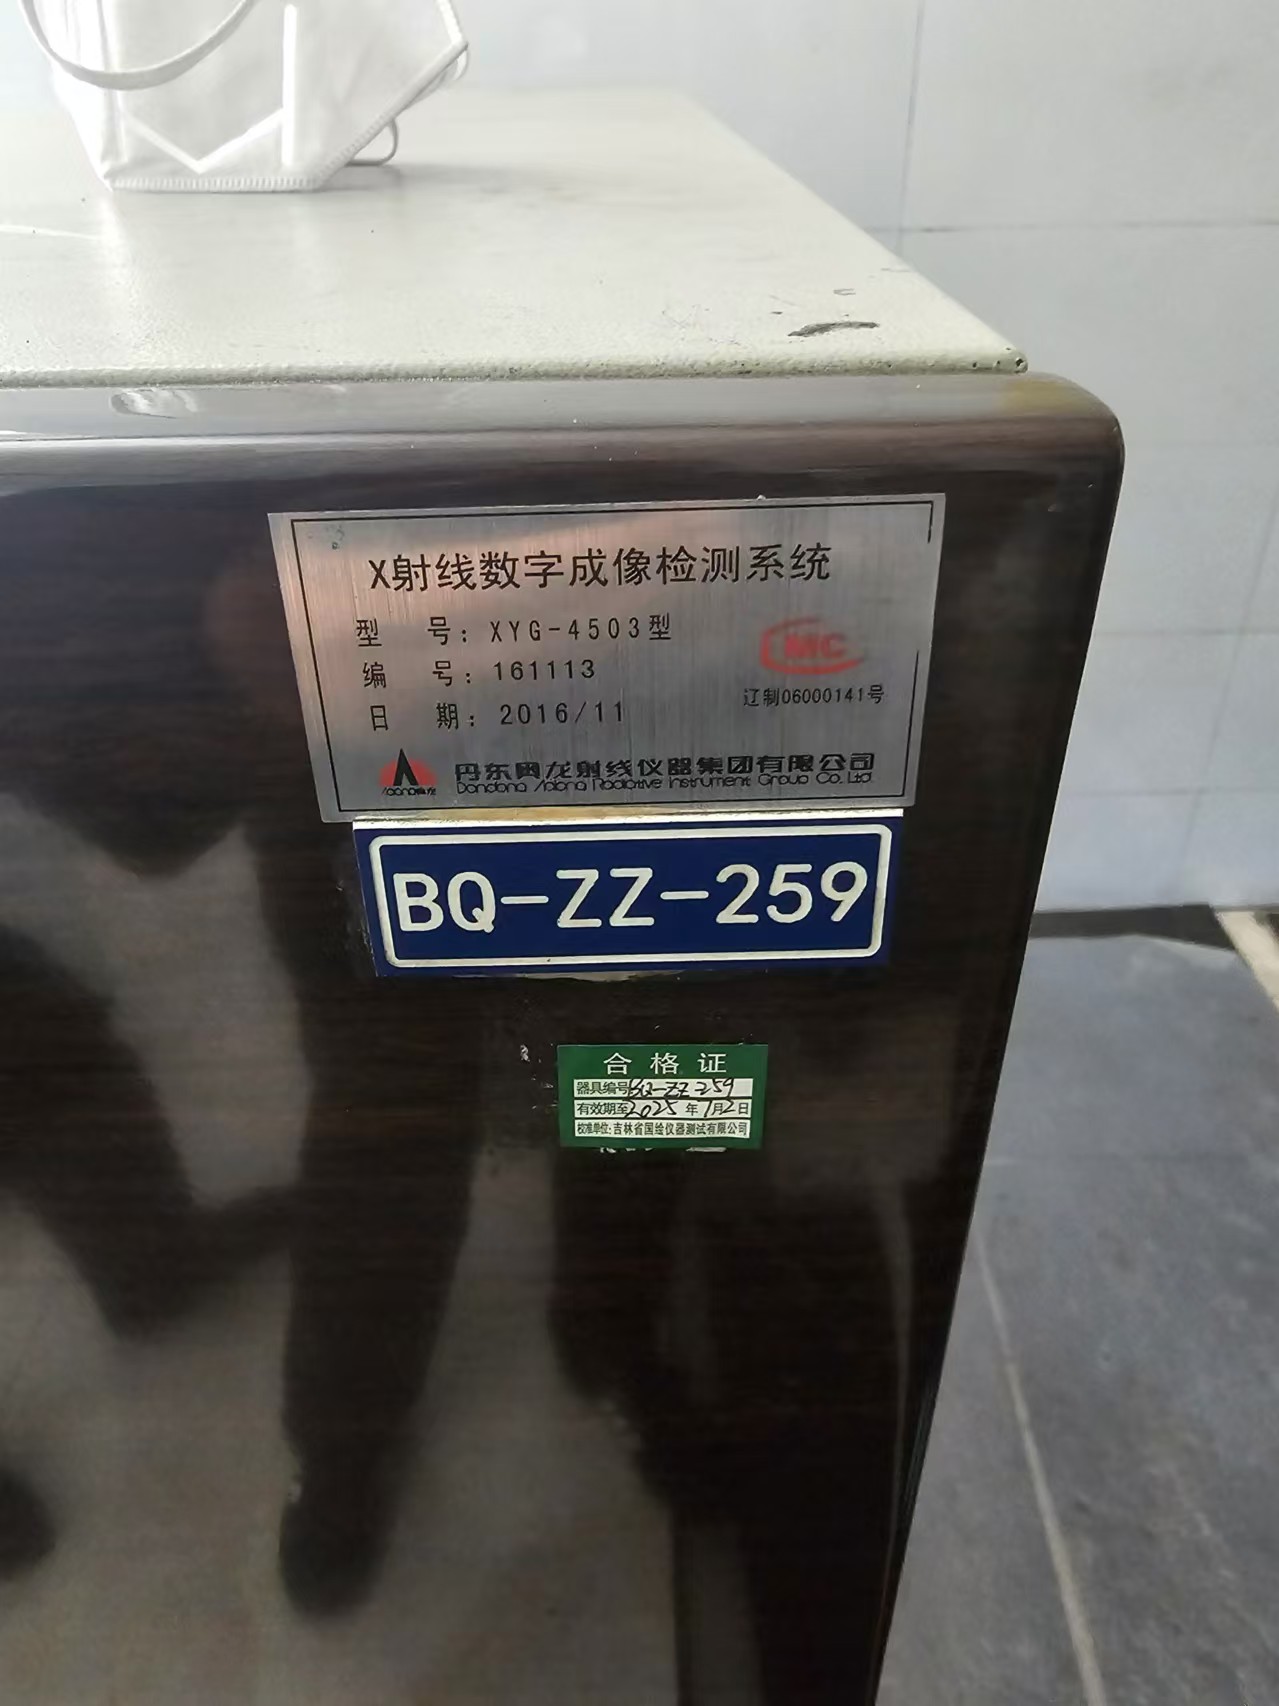 X射线数字成像检测系统
型 号: XYG-4503型
编 号: 161113
日 期: 2016/11
MC
辽制06000141号
丹东奥龙射线仪器集团有限公司
Dandong Aolong Radiative Instrument Group Co. Ltd
BQ-ZZ-259
合格证
器具编号BQ-ZZ-259
有效期至2025年7月2日
校准单位:吉林省国绘仪器测试有限公司